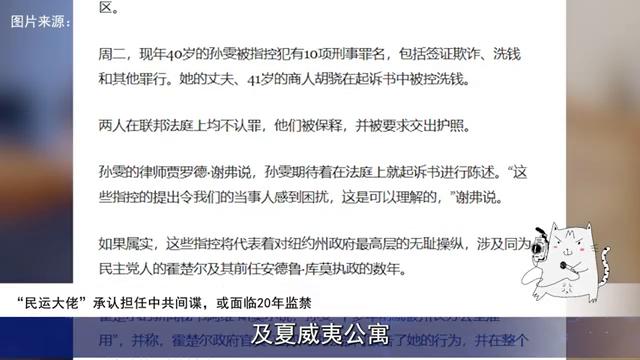 图片来源：
区。
周二，现年40岁的孙雯被指控犯有10项刑事罪名，包括签证欺诈、洗钱
和其他罪行。她的丈夫、41岁的商人胡骁在起诉书中被控洗钱。
两人在联邦法庭上均不认罪，他们被保释，并被要求交出护照。
孙雯的律师贾罗德·谢弗说，孙雯期待着在法庭上就起诉书进行陈述。“这
些指控的提出令我们的当事人感到困扰，这是可以理解的，”谢弗说。
如果属实，这些指控将代表着对纽约州政府最高层的无耻操纵，涉及同为
民主党人的霍楚尔及其前任安德鲁·库莫执政的数年。
“民运大佬”承认担任中共间谍，或面临20年监禁
用”，并称，霍楚尔政府官
了她的行为，并在整个
及夏威夷公寓